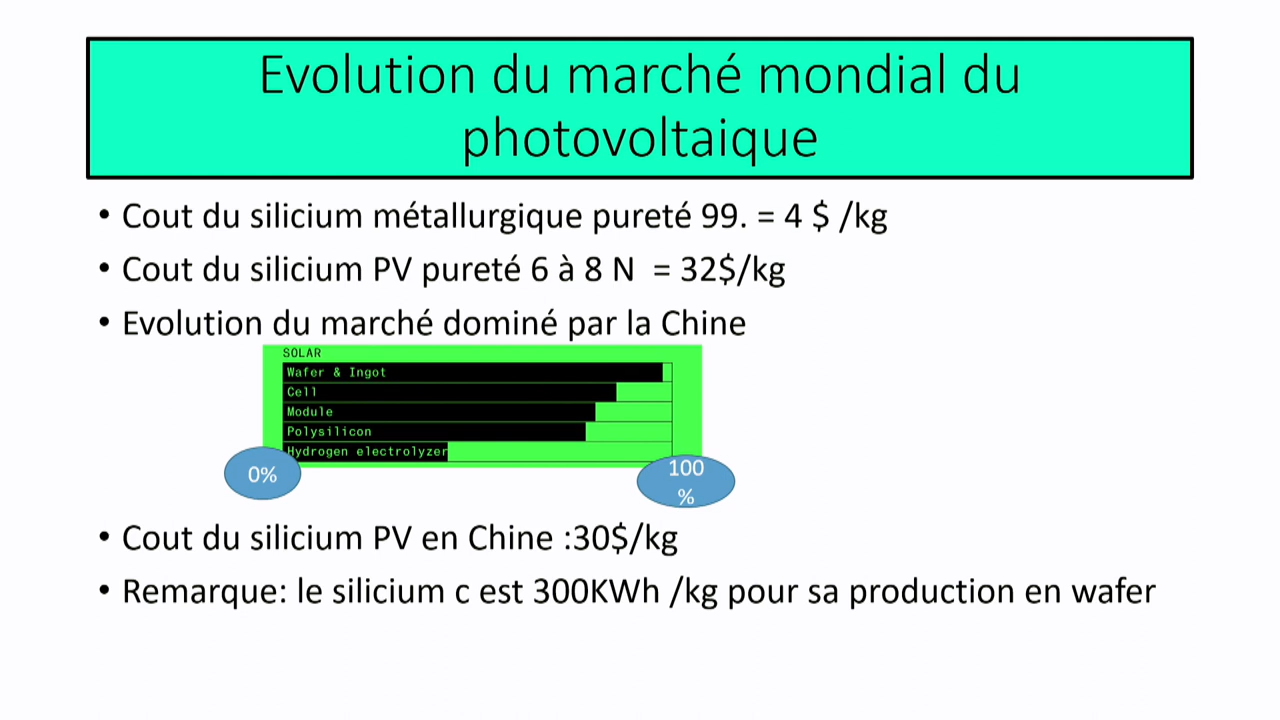 Evolution du marché mondial du
photovoltaique
• Cout du silicium métallurgique pureté 99. = 4 $ /kg
• Cout du silicium PV pureté 6 à 8 N = 32$/kg
• Evolution du marché dominé par la Chine
SOLAR
Wafer & Ingot
Cell
Module
Polysilicon
Hydrogen electrolyzer
0%
100
%
• Cout du silicium PV en Chine :30$/kg
• Remarque: le silicium c est 300KWh /kg pour sa production en wafer